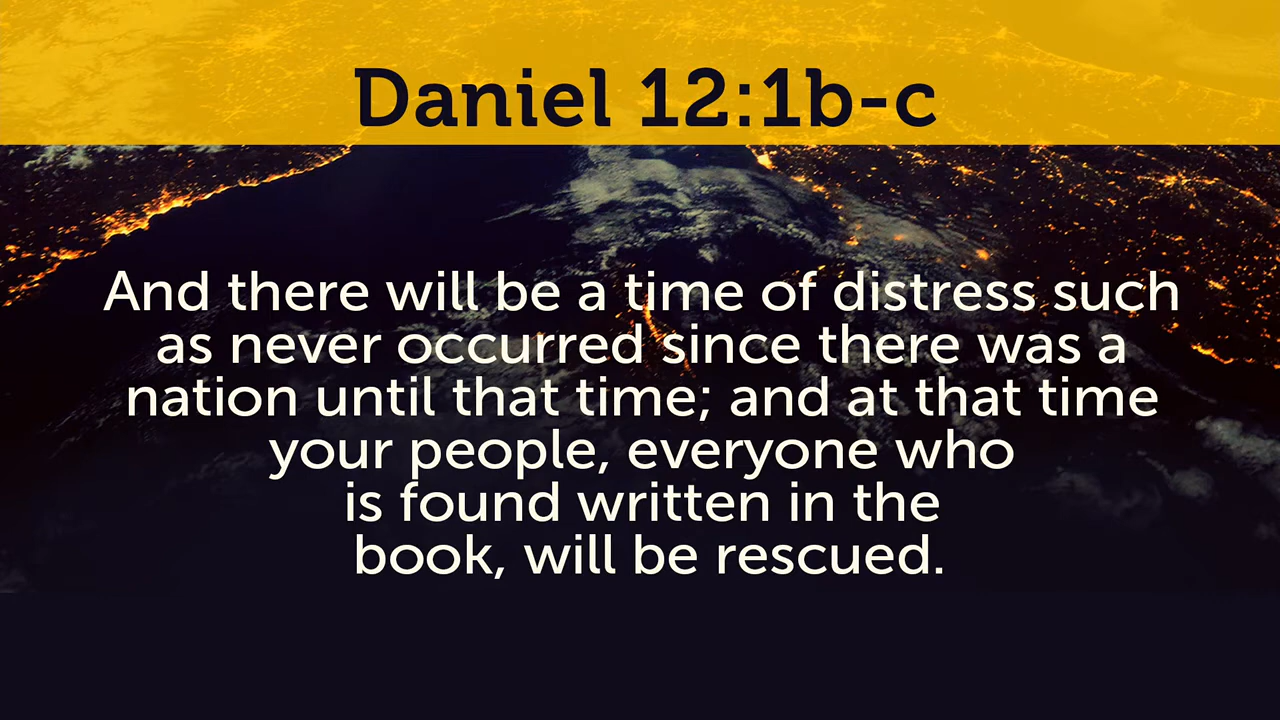 Daniel 12:1b-c
And there will be a time of distress such
as never occurred since there was a
nation until that time; and at that time
your people, everyone who
is found written in the
book, will be rescued.